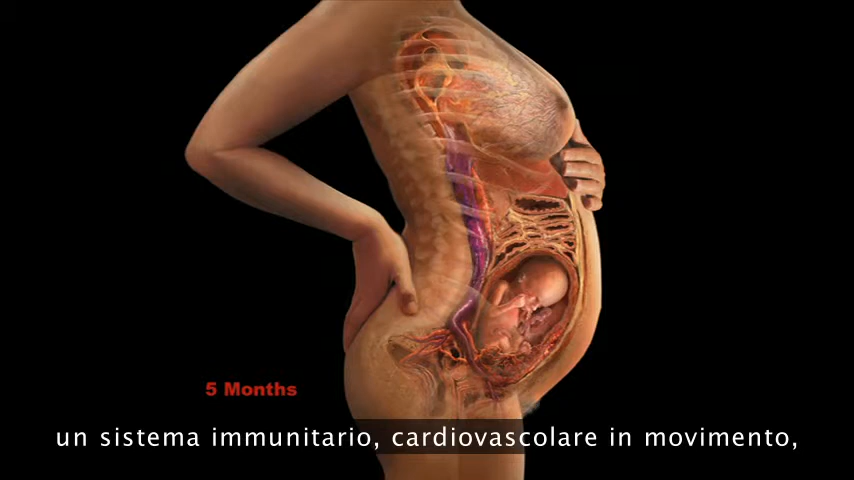 5 Months
un sistema immunitario, cardiovascolare in movimento,